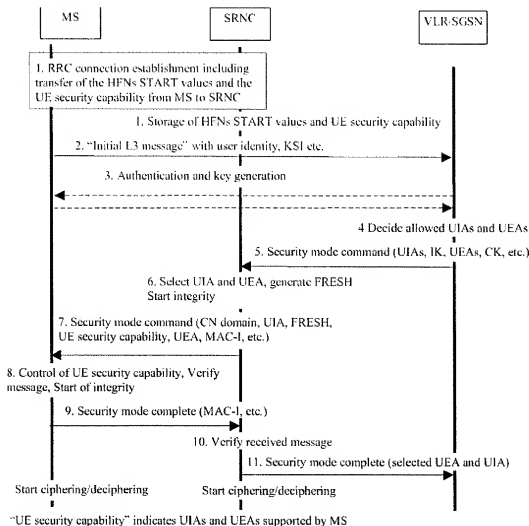 MS
SRNC
VLR·SGSN
1. RRC connection establishment including
transfer of the HFNs START values and the
UE security capability from MS to SRNC
1. Storage of HFNs START values and UE security capability
2. "Initial L3 message" with user identity, KSI etc.
3. Authentication and key generation
4 Decide allowed UIAs and UEAs
5. Security mode command (UIAs, IK, UEAs, CK, etc.)
6. Select UIA and UEA, generate FRESH
Start integrity
7. Security mode command (CN domain, UIA, FRESH,
UE security capability, UEA, MAC-I, etc.)
8. Control of UE security capability, Verify
message, Start of integrity
9. Security mode complete (MAC-I, etc.)
10. Verify received message
11. Security mode complete (selected UEA and UIA)
Start ciphering/deciphering
Start ciphering/deciphering
"UE security capability" indicates UIAs and UEAs supported by MS